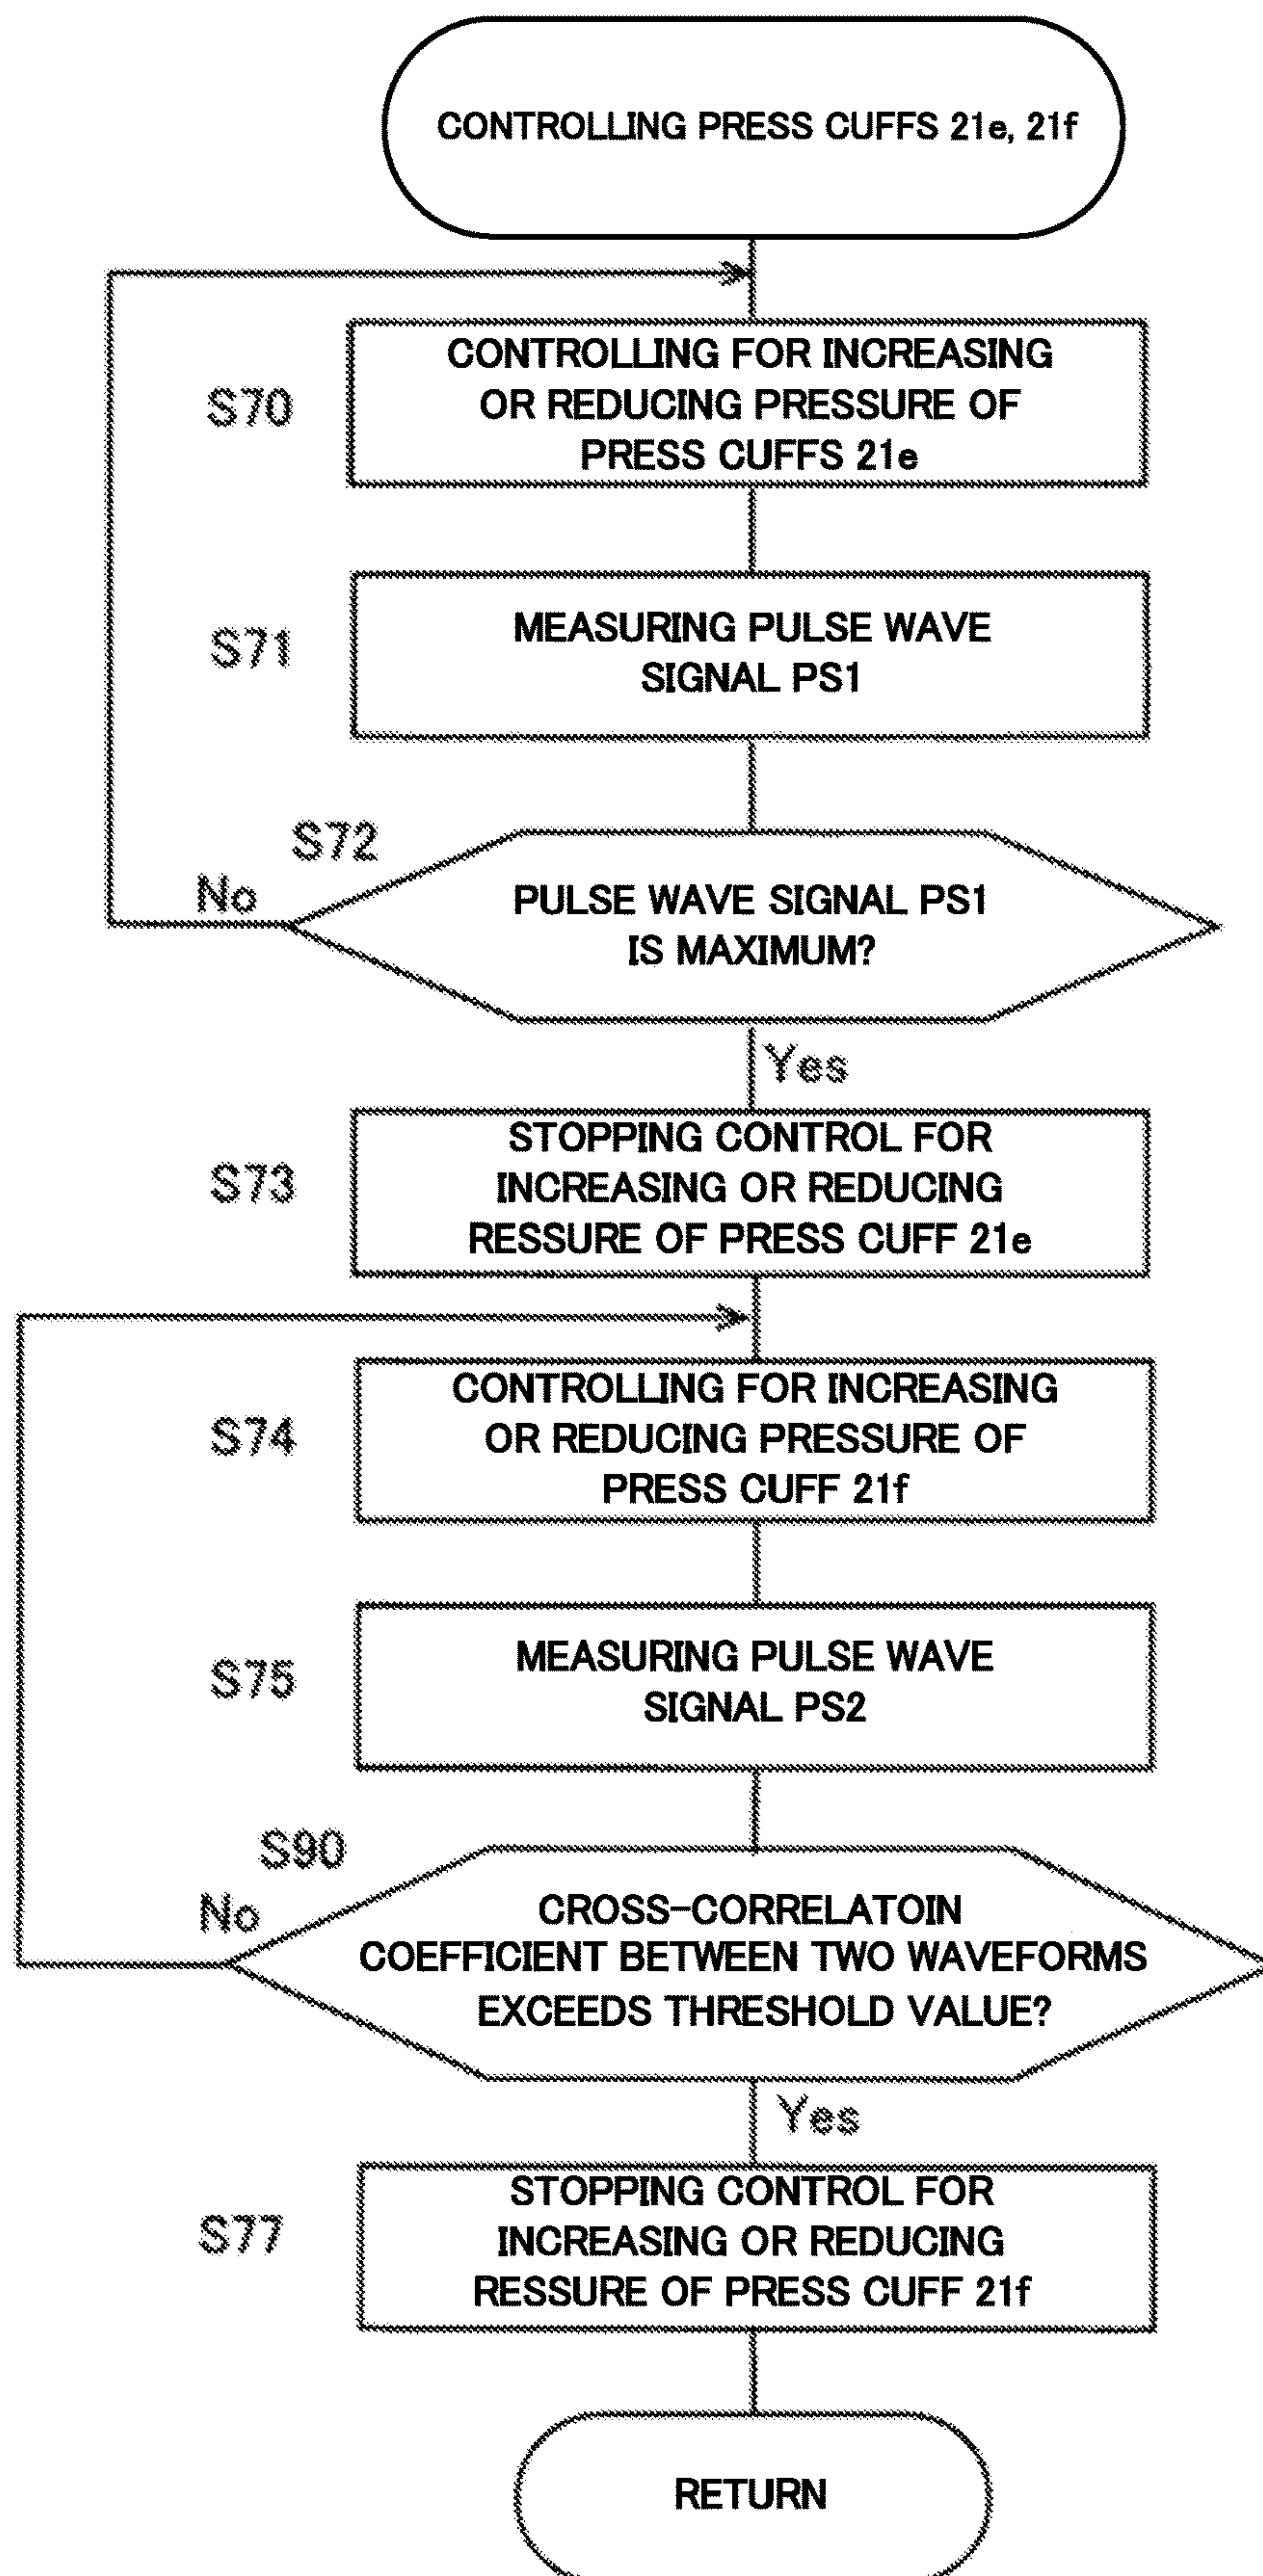 CONTROLLING PRESS CUFFS 21e, 21f
S70
CONTROLLING FOR INCREASING
OR REDUCING PRESSURE OF
PRESS CUFFS 21e
S71
MEASURING PULSE WAVE
SIGNAL PS1
S72
No
PULSE WAVE SIGNAL PS1
IS MAXIMUM?
Yes
S73
STOPPING CONTROL FOR
INCREASING OR REDUCING
RESSURE OF PRESS CUFF 21e
S74
CONTROLLING FOR INCREASING
OR REDUCING PRESSURE OF
PRESS CUFF 21f
S75
MEASURING PULSE WAVE
SIGNAL PS2
S90
No
CROSS-CORRELATOIN
COEFFICIENT BETWEEN TWO WAVEFORMS
EXCEEDS THRESHOLD VALUE?
Yes
S77
STOPPING CONTROL FOR
INCREASING OR REDUCING
RESSURE OF PRESS CUFF 21f
RETURN